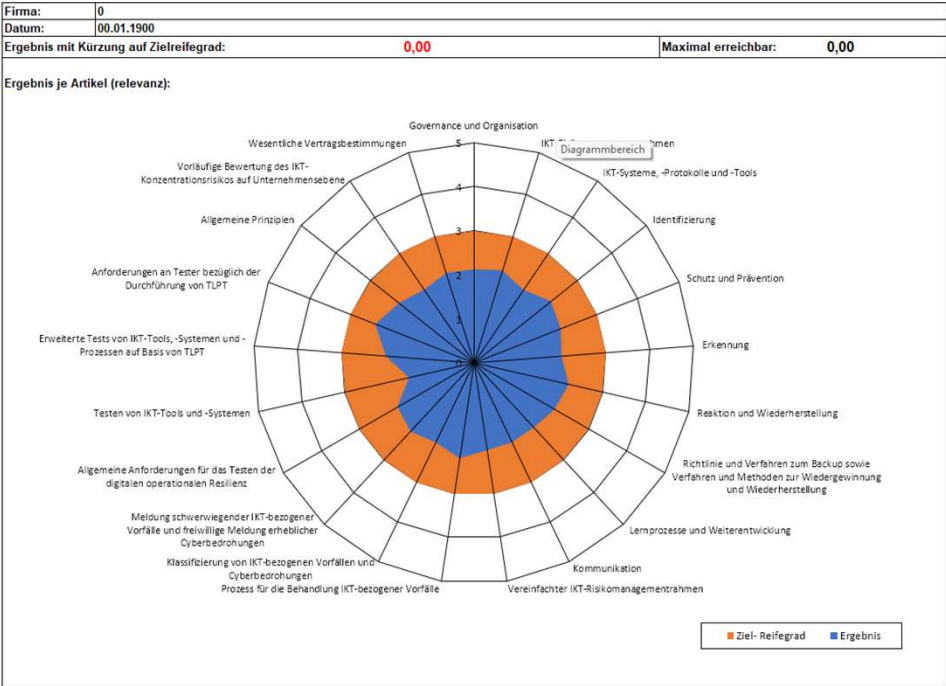 Firma: 0
Datum: 00.01.1900
Ergebnis mit Kürzung auf Zielreifegrad: 0,00 Maximal erreichbar: 0,00
Ergebnis je Artikel (relevanz):
Governance und Organisation
Diagrammbereich
IKT-Systeme, -Protokolle und -Tools
Identifizierung
Schutz und Prävention
Erkennung
Reaktion und Wiederherstellung
Richtlinie und Verfahren zum Backup sowie
Verfahren und Methoden zur Wiedergewinnung
und Wiederherstellung
Lernprozesse und Weiterentwicklung
Kommunikation
Vereinfachter IKT-Risikomanagementrahmen
Prozess für die Behandlung IKT-bezogener Vorfälle
Klassifizierung von IKT-bezogenen Vorfällen und
Cyberbedrohungen
Meldung schwerwiegender IKT-bezogener
Vorfälle und freiwillige Meldung erheblicher
Cyberbedrohungen
Allgemeine Anforderungen für das Testen der
digitalen operationalen Resilienz
Testen von IKT-Tools und -Systemen
Erweiterte Tests von IKT-Tools, -Systemen und -
Prozessen auf Basis von TLPT
Anforderungen an Tester bezüglich der
Durchführung von TLPT
Allgemeine Prinzipien
Vorläufige Bewertung des IKT-
Konzentrationsrisikos auf Unternehmensebene
Wesentliche Vertragsbestimmungen
5
4
3
2
1
0
Ziel- Reifegrad Ergebnis